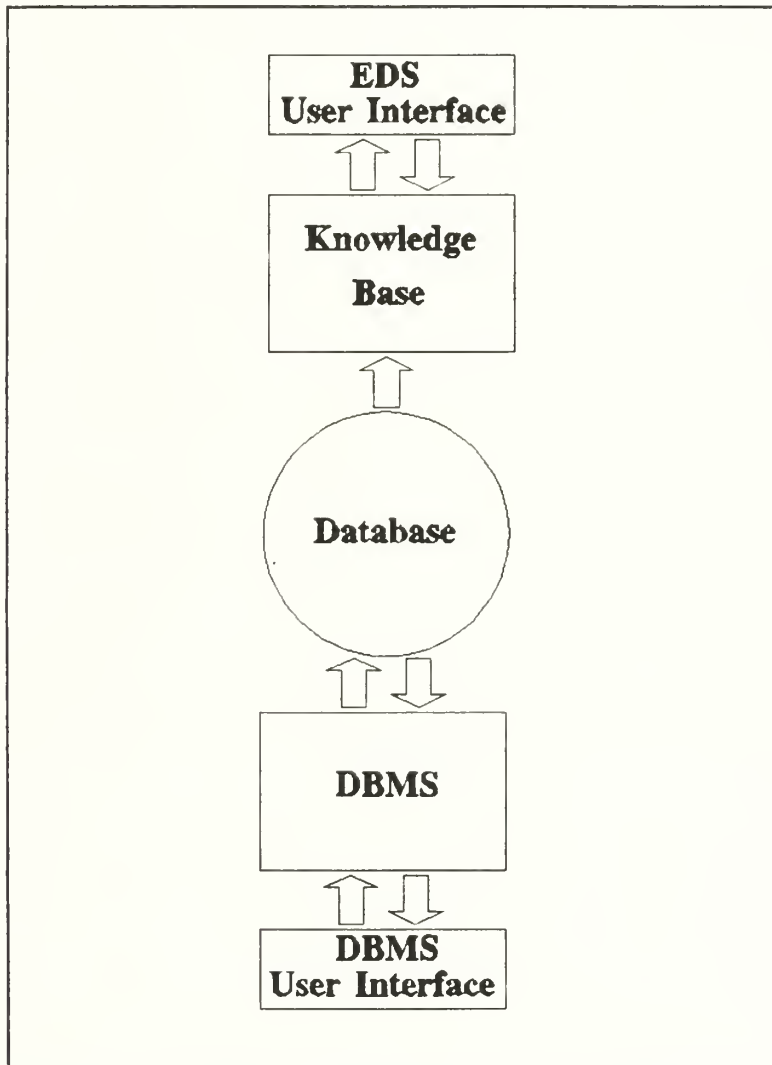 EDS
User Interface
Knowledge
Base
Database
DBMS
DBMS
User Interface